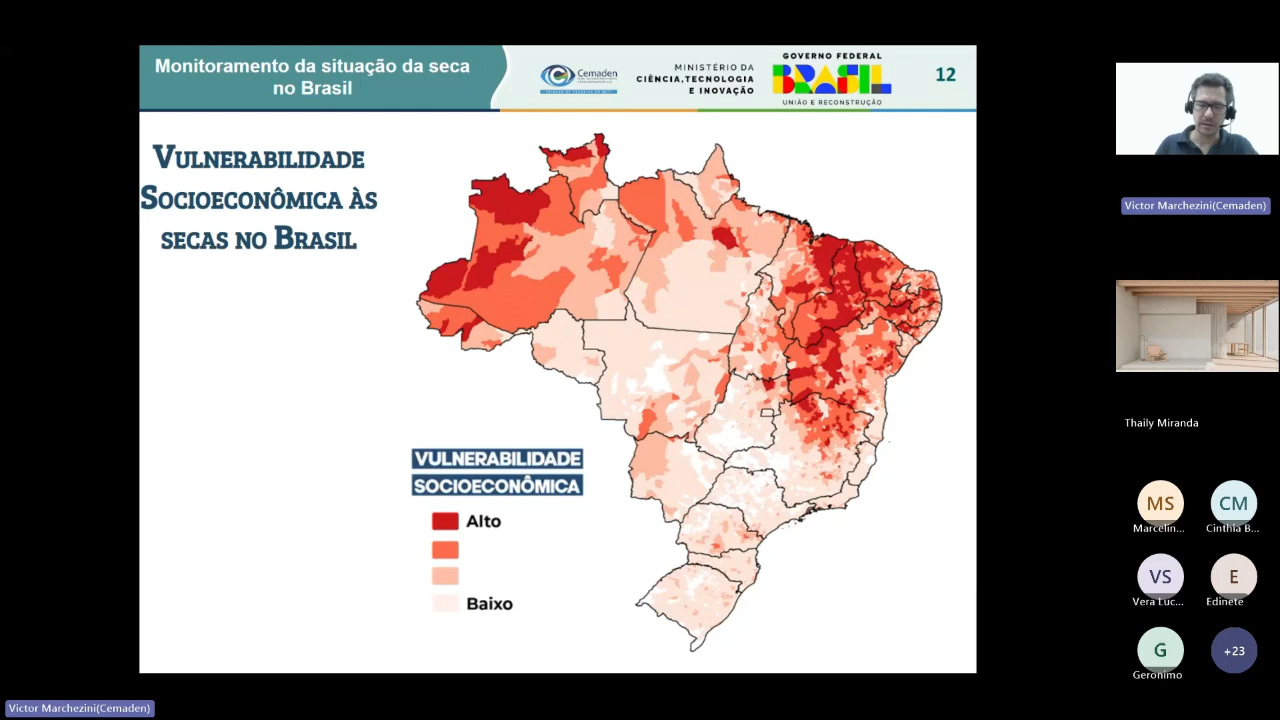 Monitoramento da situação da seca
no Brasil
Cemaden
MINISTÉRIO DA
CIÊNCIA, TECNOLOGIA
E INOVAÇÃO
GOVERNO FEDERAL
BRASIL
UNIÃO E RECONSTRUÇÃO
12
VULNERABILIDADE
SOCIOECONÔMICA ÀS
SECAS NO BRASIL
VULNERABILIDADE
SOCIOECONÔMICA
Alto
Baixo
Victor Marchezini(Cemaden)
Thaily Miranda
MS
Marcelin...
CM
Cinthia B...
VS
Vera Luc...
E
Edinete
G
Geronimo
+23
Victor Marchezini(Cemaden)